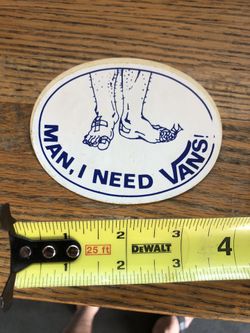 MAN, I NEED VANS!
1 25 ft 2 DEWALT 3 4
1 2 3